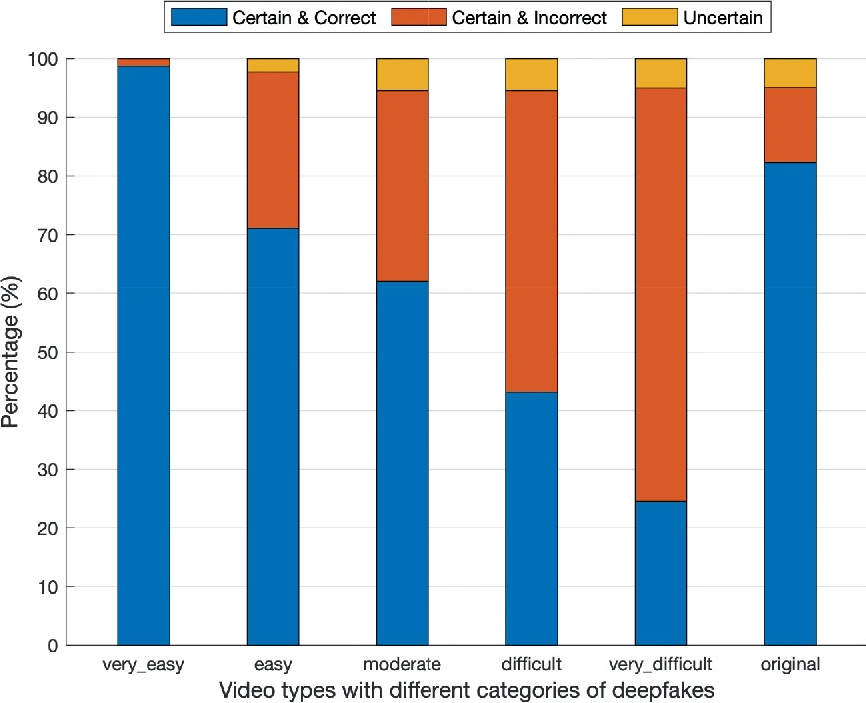 Certain & Correct Certain & Incorrect Uncertain
100
90
80
70
60
50
40
30
20
10
0
Percentage (%)
very_easy easy moderate difficult very_difficult original
Video types with different categories of deepfakes